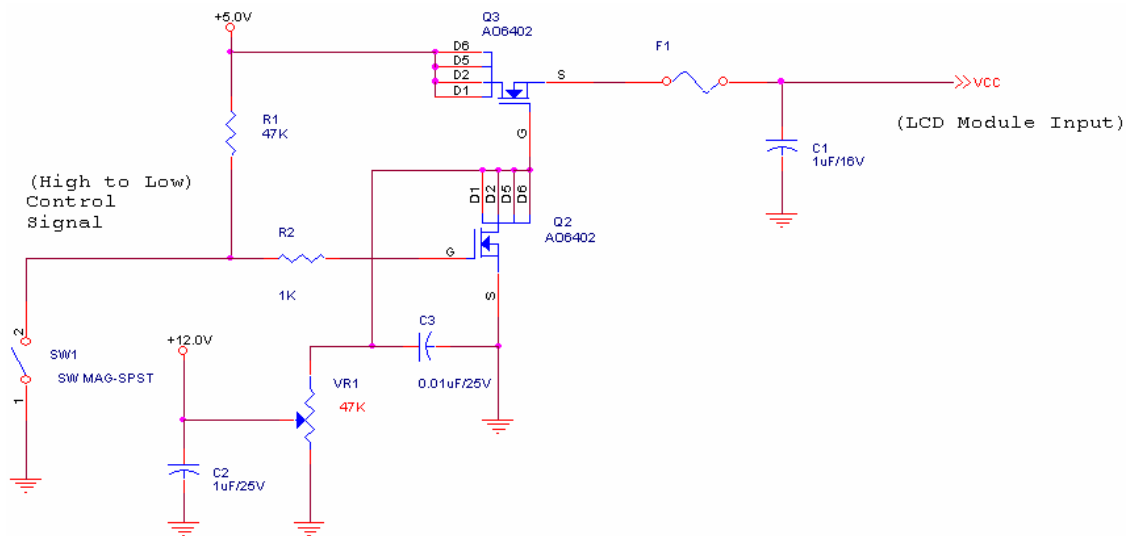 +5.0V
Q3
AO6402
D6
D5
D2
D1
S
G
F1
VCC
(LCD Module Input)
C1
1uF/16V
R1
47K
(High to Low)
Control
Signal
D1
D2
D5
D6
Q2
AO6402
R2
1K
G
S
C3
0.01uF/25V
+12.0V
2
SW1
SW MAG-SPST
1
VR1
47K
C2
1uF/25V